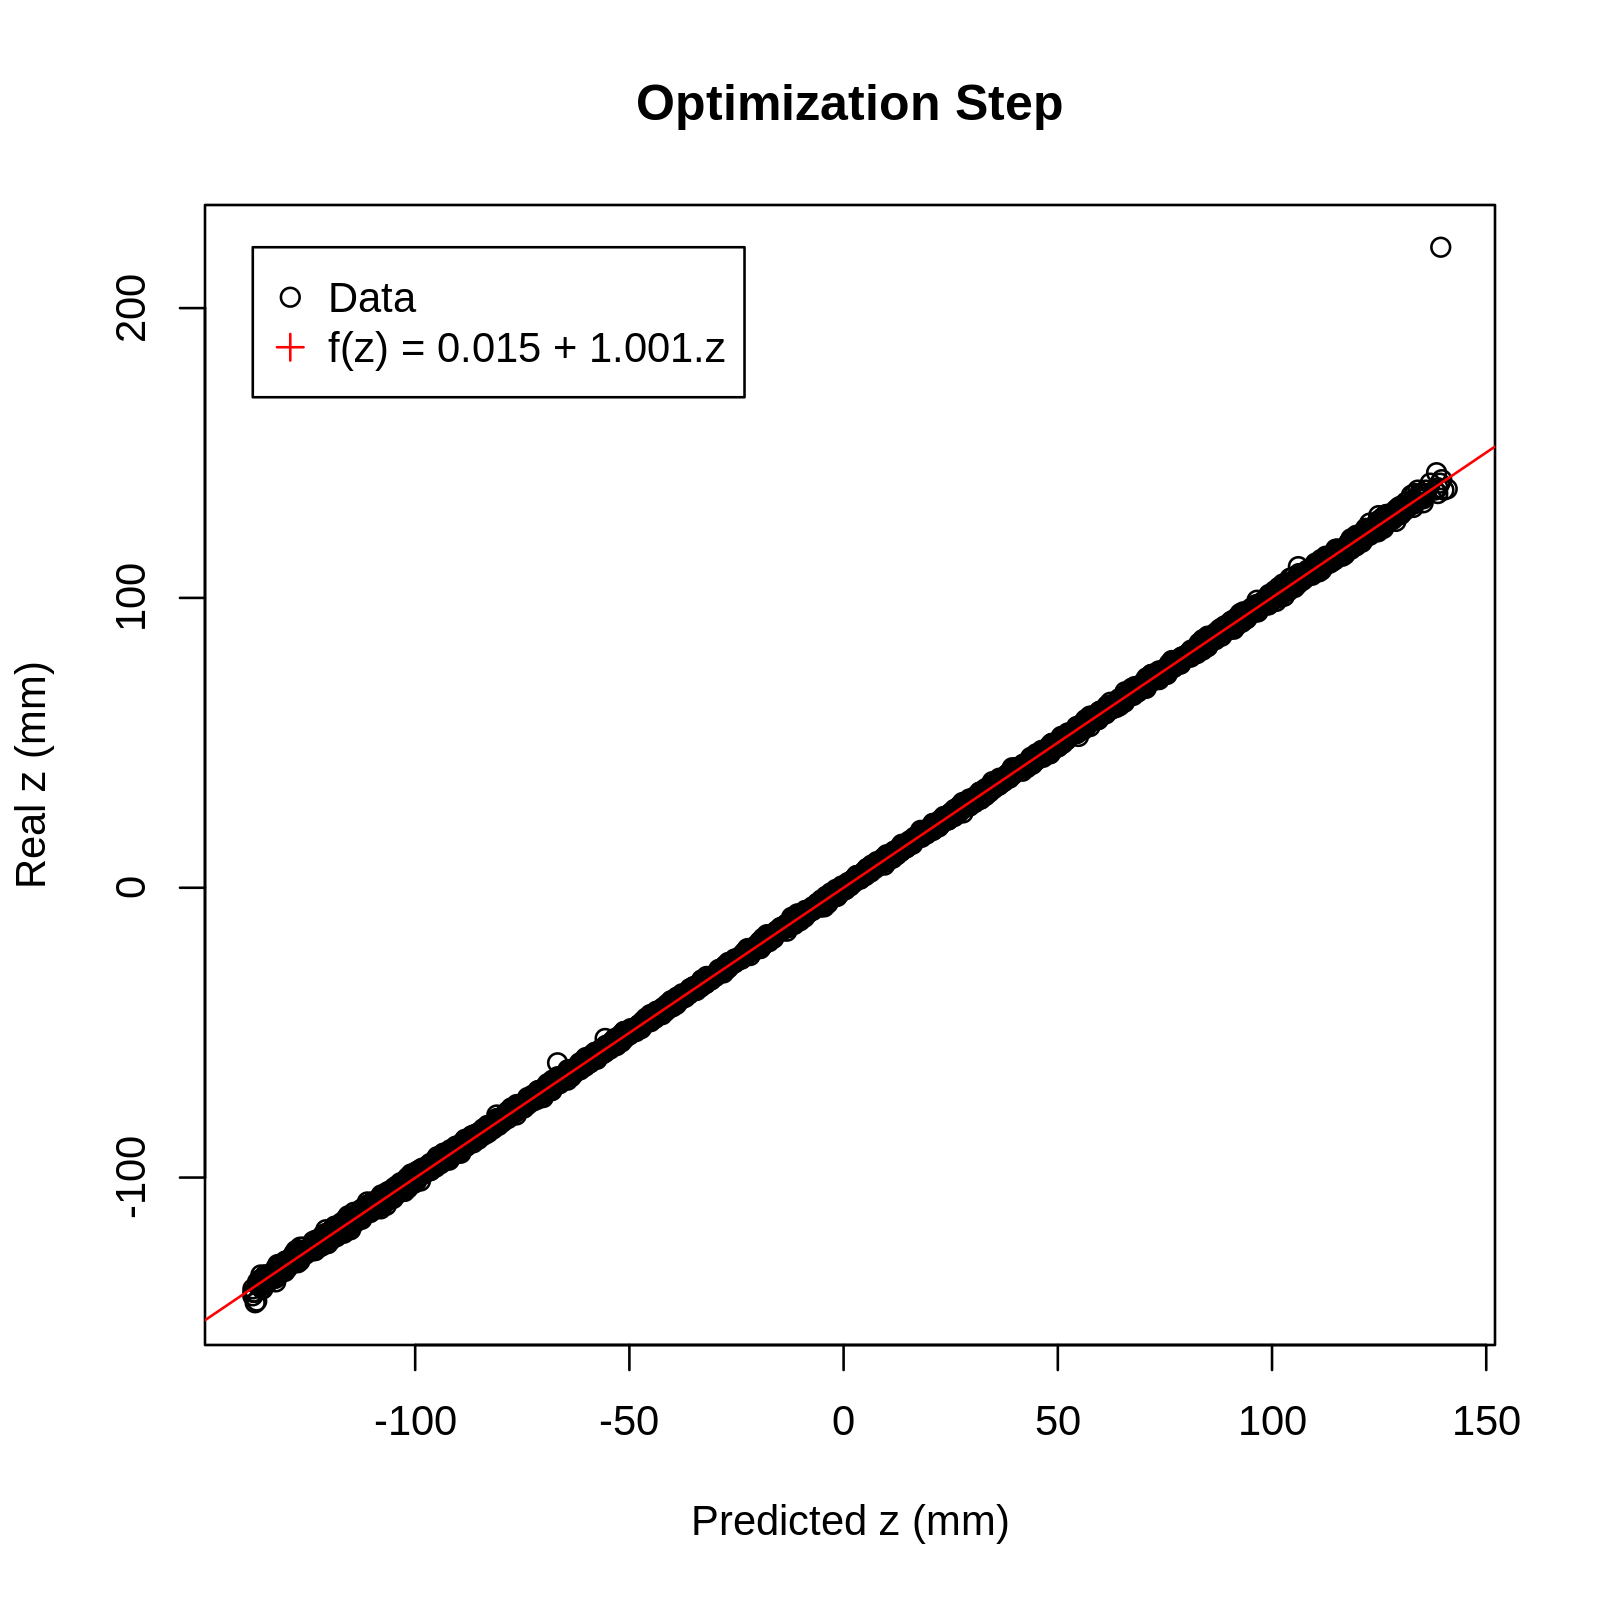 Optimization Step
Data
f(z) = 0.015 + 1.001.z
200
100
0
-100
Real z (mm)
-100
-50
0
50
100
150
Predicted z (mm)